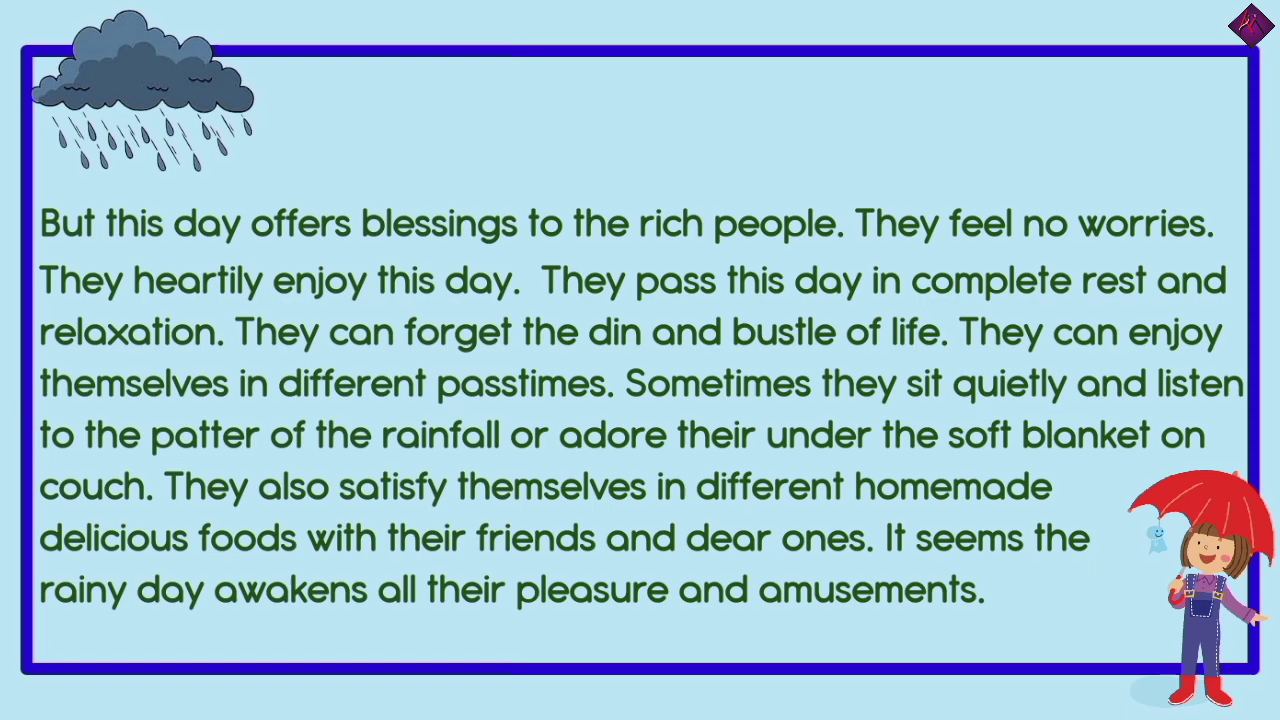 But this day offers blessings to the rich people. They feel no worries.
They heartily enjoy this day. They pass this day in complete rest and
relaxation. They can forget the din and bustle of life. They can enjoy
themselves in different passtimes. Sometimes they sit quietly and listen
to the patter of the rainfall or adore their under the soft blanket on
couch. They also satisfy themselves in different homemade
delicious foods with their friends and dear ones. It seems the
rainy day awakens all their pleasure and amusements.